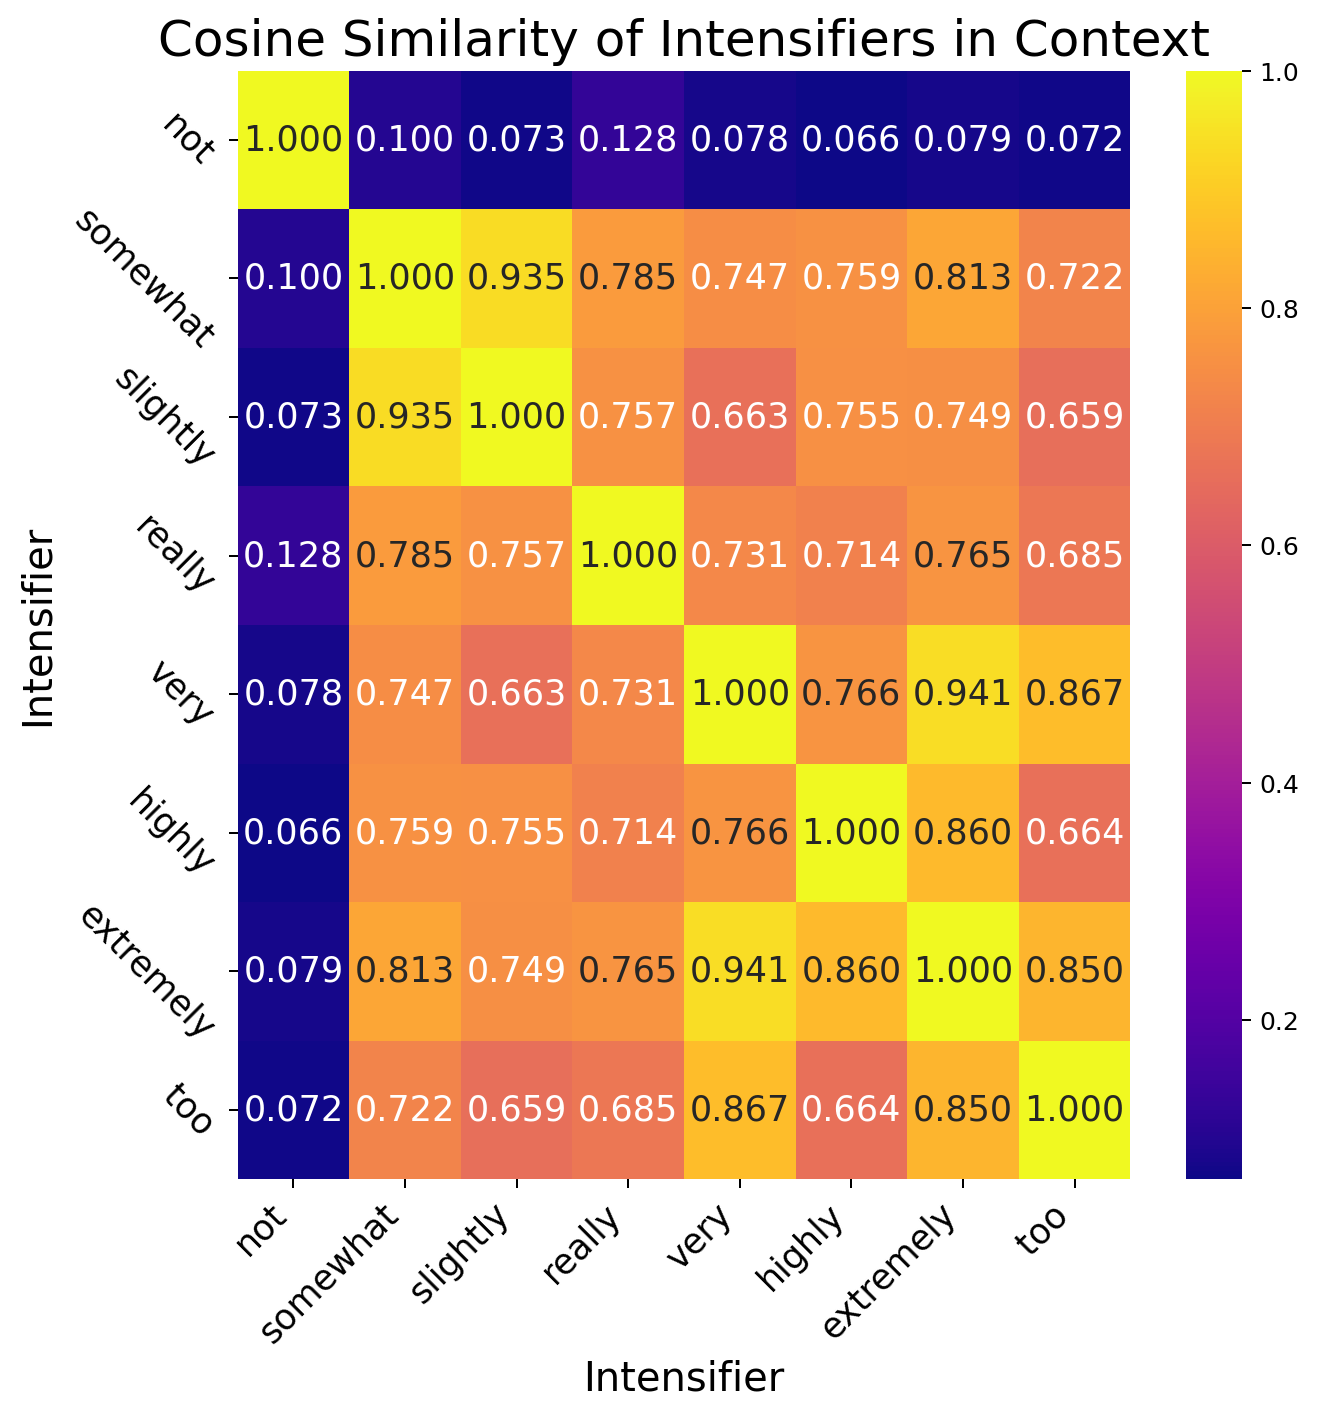 Cosine Similarity of Intensifiers in Context
not 1.000 0.100 0.073 0.128 0.078 0.066 0.079 0.072
somewhat 0.100 1.000 0.935 0.785 0.747 0.759 0.813 0.722
slightly 0.073 0.935 1.000 0.757 0.663 0.755 0.749 0.659
really 0.128 0.785 0.757 1.000 0.731 0.714 0.765 0.685
very 0.078 0.747 0.663 0.731 1.000 0.766 0.941 0.867
highly 0.066 0.759 0.755 0.714 0.766 1.000 0.860 0.664
extremely 0.079 0.813 0.749 0.765 0.941 0.860 1.000 0.850
too 0.072 0.722 0.659 0.685 0.867 0.664 0.850 1.000
Intensifier
not somewhat slightly really very highly extremely too
Intensifier
1.0
0.8
0.6
0.4
0.2